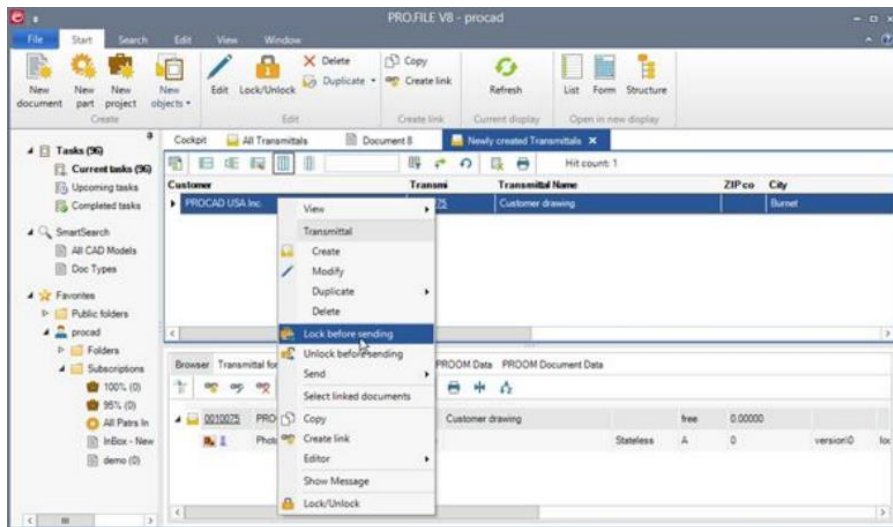 PRO.FILE V8 - procad
File Start Search Edit View Window
New document
New part
New project
New objects
Edit
Lock/Unlock
Delete
Duplicate
Copy
Create link
Refresh
List
Form
Structure
Create
Edit
Create link
Current display
Open in new display
Tasks (96)
Current tasks (96)
Upcoming tasks
Completed tasks
SmartSearch
All CAD Models
Doc Types
Favorites
Public folders
procad
Folders
Subscriptions
100% (0)
95% (0)
All Patrs In
InBox - New
demo (0)
Cockpit All Transmittals Document 8 Newly created Transmittals
Hit count: 1
Customer Transmi Transmittal Name ZIP co City
PROCAD USA Inc. 75 Customer drawing Burnet
View
Transmittal
Create
Modify
Duplicate
Delete
Lock before sending
Unlock before sending
Send
Select linked documents
Copy
Create link
Editor
Show Message
Lock/Unlock
Browser Transmittal for PROOM Data PROOM Document Data
0010075 PRO Customer drawing free 0.00000
Photo Stateless A 0 version\0 loc